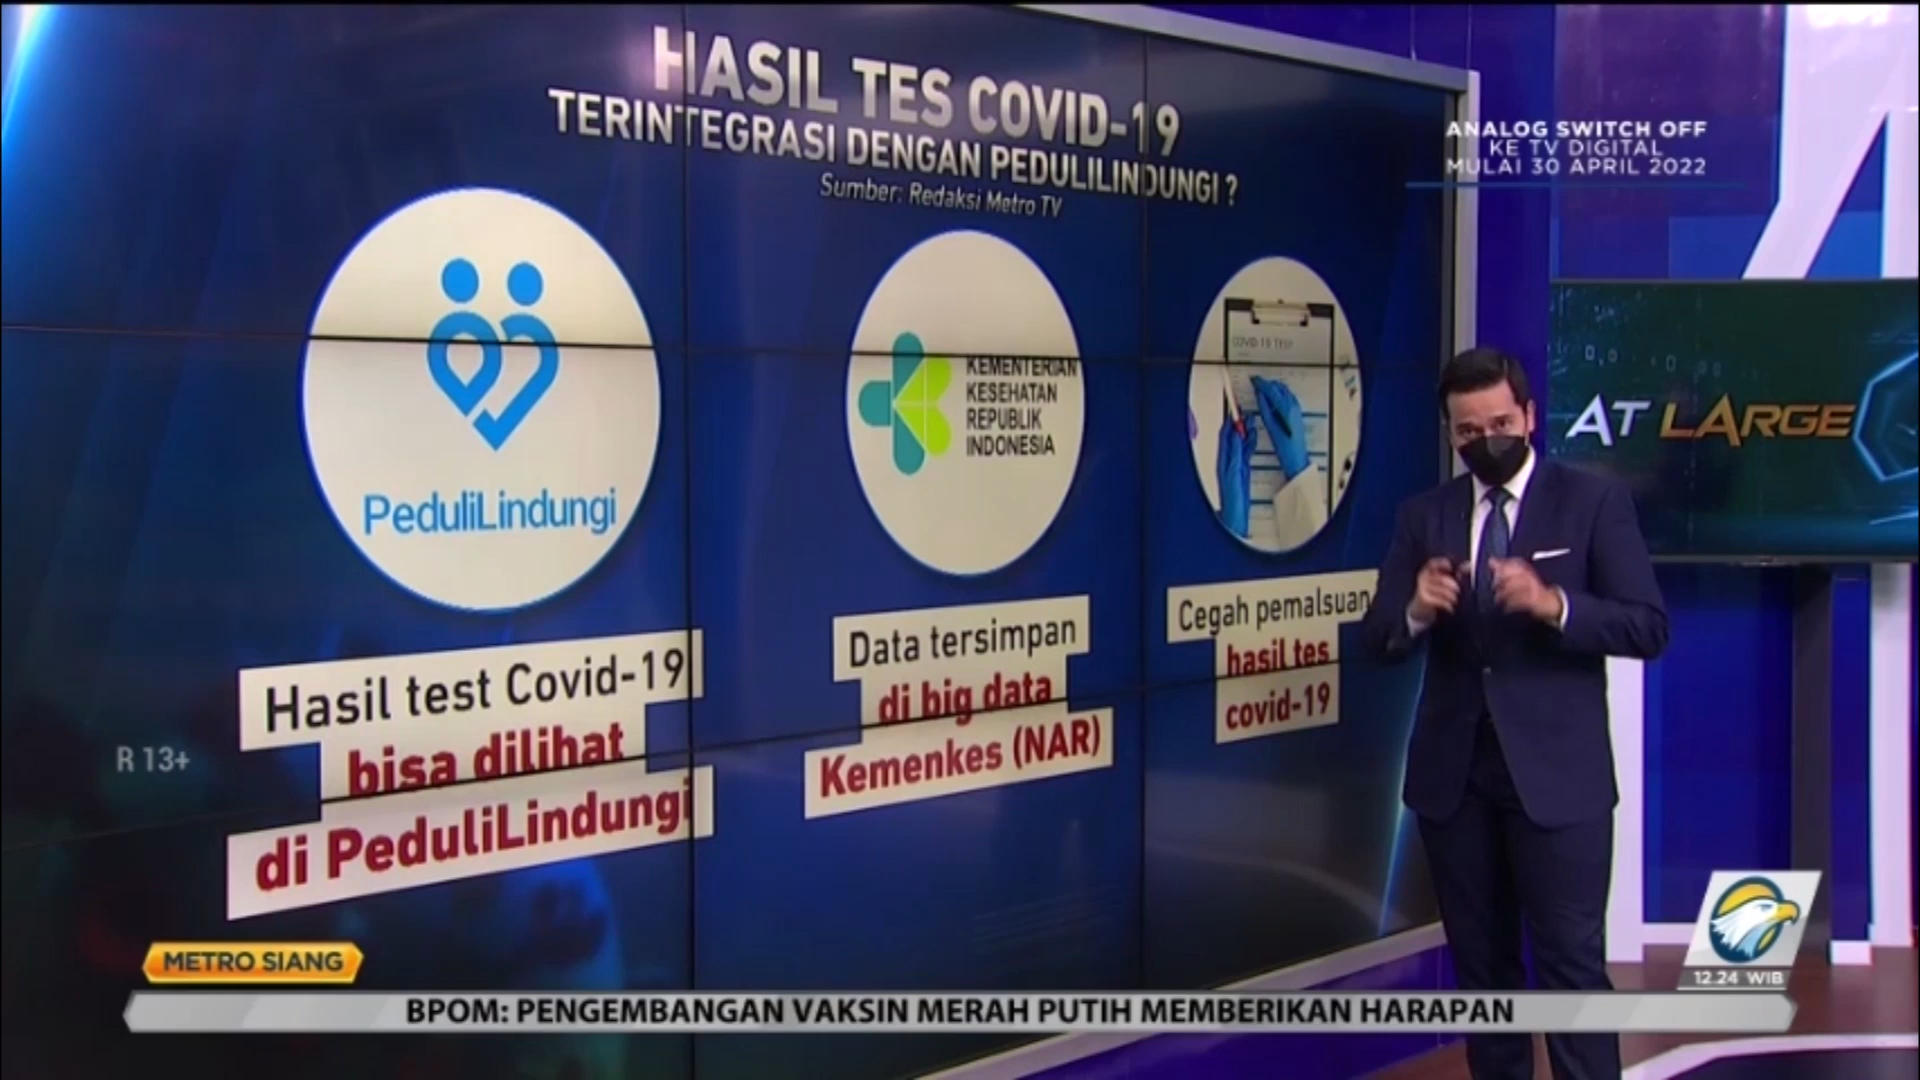 HASIL TES COVID-19
TERINTEGRASI DENGAN PEDULILINDUNGI ?
Sumber: Redaksi Metro TV
ANALOG SWITCH OFF
KE TV DIGITAL
MULAI 30 APRIL 2022
PeduliLindungi
KEMENTERIAN
KESEHATAN
REPUBLIK
INDONESIA
COVID-19 TEST
AT LARGE
Hasil test Covid-19
bisa dilihat
di PeduliLindungi
Data tersimpan
di big data
Kemenkes (NAR)
Cegah pemalsuan
hasil tes
covid-19
R 13+
METRO SIANG
12.24 WIB
BPOM: PENGEMBANGAN VAKSIN MERAH PUTIH MEMBERIKAN HARAPAN